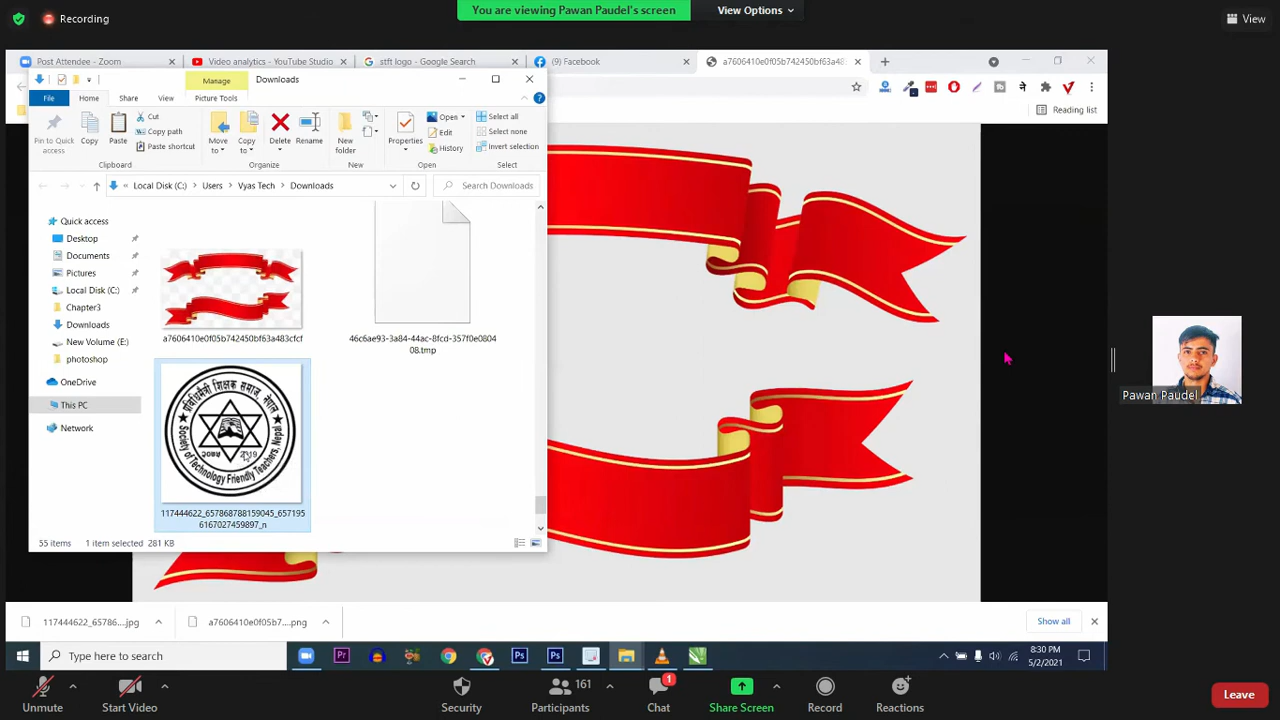 Recording
You are viewing Pawan Paudel's screen
View Options
View
Post Attendee - Zoom
Video analytics - YouTube Studio
stft logo - Google Search
(9) Facebook
a7606410e0f05b742450bf63a48
Manage
Downloads
File
Home
Share
View
Picture Tools
Reading list
Pin to Quick access
Copy
Paste
Cut
Copy path
Paste shortcut
Move to
Copy to
Delete
Rename
New folder
Properties
Open
Edit
History
Select all
Select none
Invert selection
Clipboard
Organize
New
Open
Select
Local Disk (C:)
Users
Vyas Tech
Downloads
Search Downloads
Quick access
Desktop
Documents
Pictures
Local Disk (C:)
Chapter3
Downloads
New Volume (E:)
photoshop
OneDrive
This PC
Network
a7606410e0f05b742450bf63a483cfcf
46c6ae93-3a84-44ac-8fcd-357f0e0804
08.tmp
प्रविधिमैत्री शिक्षक समाज, नेपाल
Society of Technology Friendly Teachers, Nepal
117444622_657868788159045_657195
6167027459897_n
55 items
1 item selected 281 KB
Pawan Paudel
117444622_65786....jpg
a7606410e0f05b7....png
Show all
Type here to search
Pr
Ps
Ps
8:30 PM
5/2/2021
Unmute
Start Video
Security
161
Participants
1
Chat
Share Screen
Record
Reactions
Leave